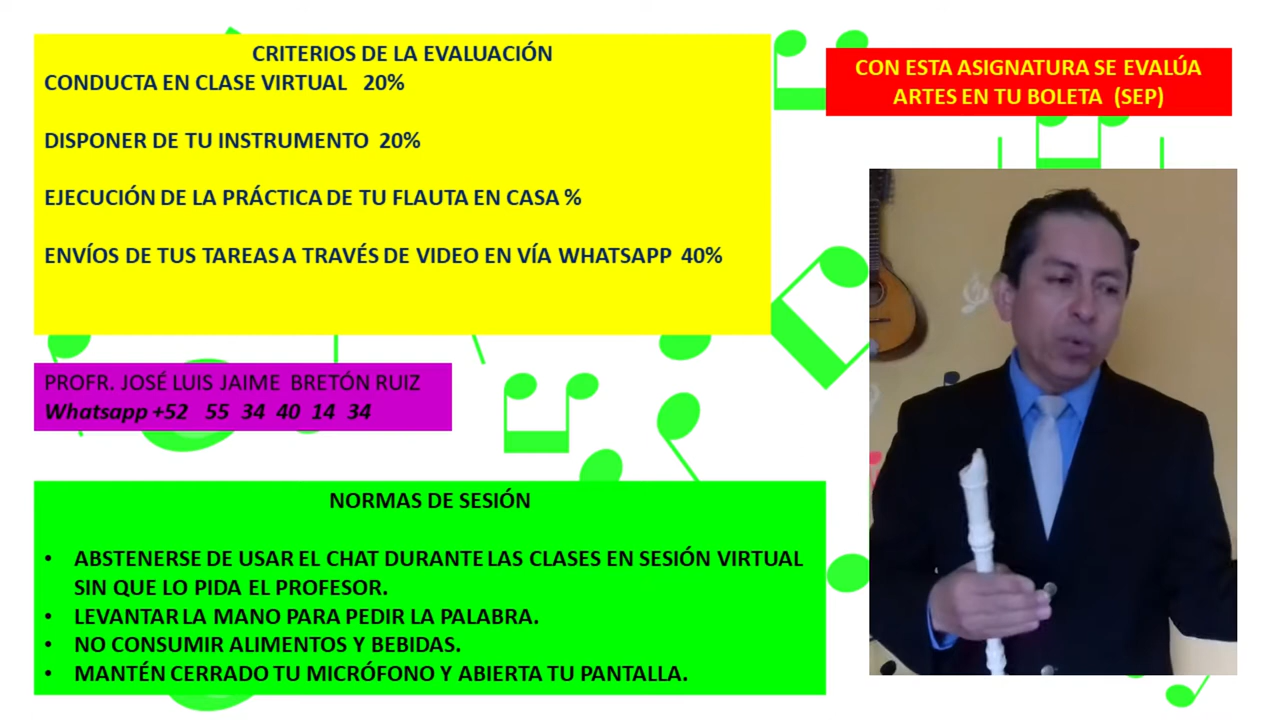 CRITERIOS DE LA EVALUACIÓN
CONDUCTA EN CLASE VIRTUAL 20%
DISPONER DE TU INSTRUMENTO 20%
EJECUCIÓN DE LA PRÁCTICA DE TU FLAUTA EN CASA %
ENVÍOS DE TUS TAREAS A TRAVÉS DE VIDEO EN VÍA WHATSAPP 40%
CON ESTA ASIGNATURA SE EVALÚA
ARTES EN TU BOLETA (SEP)
PROFR. JOSÉ LUIS JAIME BRETÓN RUIZ
Whatsapp +52 55 34 40 14 34
NORMAS DE SESIÓN
• ABSTENERSE DE USAR EL CHAT DURANTE LAS CLASES EN SESIÓN VIRTUAL
SIN QUE LO PIDA EL PROFESOR.
• LEVANTAR LA MANO PARA PEDIR LA PALABRA.
• NO CONSUMIR ALIMENTOS Y BEBIDAS.
• MANTÉN CERRADO TU MICRÓFONO Y ABIERTA TU PANTALLA.